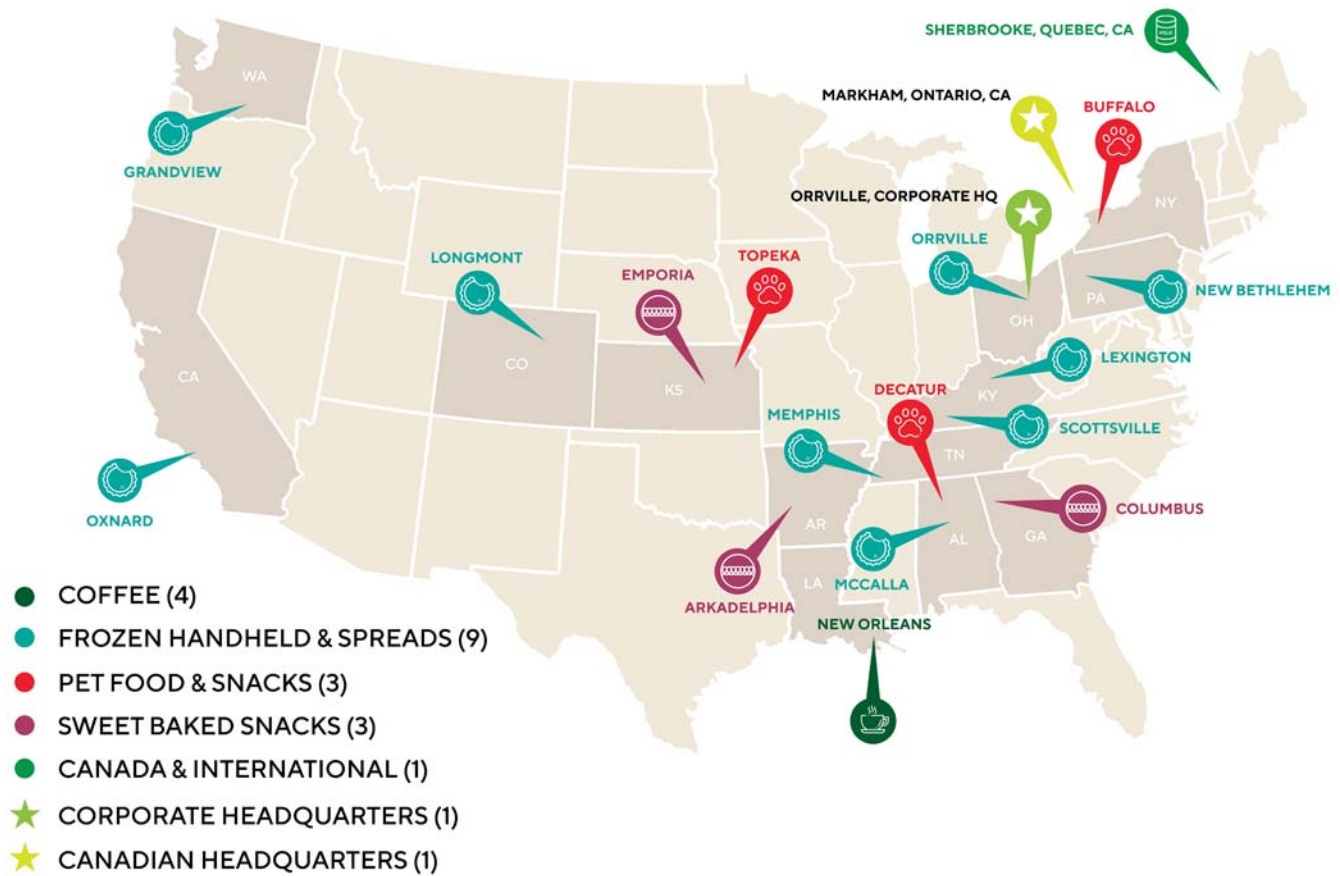 SHERBROOKE, QUEBEC, CA
MILK
WA
MARKHAM, ONTARIO, CA
BUFFALO
GRANDVIEW
ORRVILLE, CORPORATE HQ
NY
ORRVILLE
LONGMONT
TOPEKA
EMPORIA
NEW BETHLEHEM
PA
OH
LEXINGTON
CO
CA
KS
DECATUR
KY
MEMPHIS
SCOTTSVILLE
TN
COLUMBUS
OXNARD
AR
AL
GA
LA
MCCALLA
ARKADELPHIA
NEW ORLEANS
COFFEE (4)
FROZEN HANDHELD & SPREADS (9)
PET FOOD & SNACKS (3)
SWEET BAKED SNACKS (3)
CANADA & INTERNATIONAL (1)
CORPORATE HEADQUARTERS (1)
CANADIAN HEADQUARTERS (1)